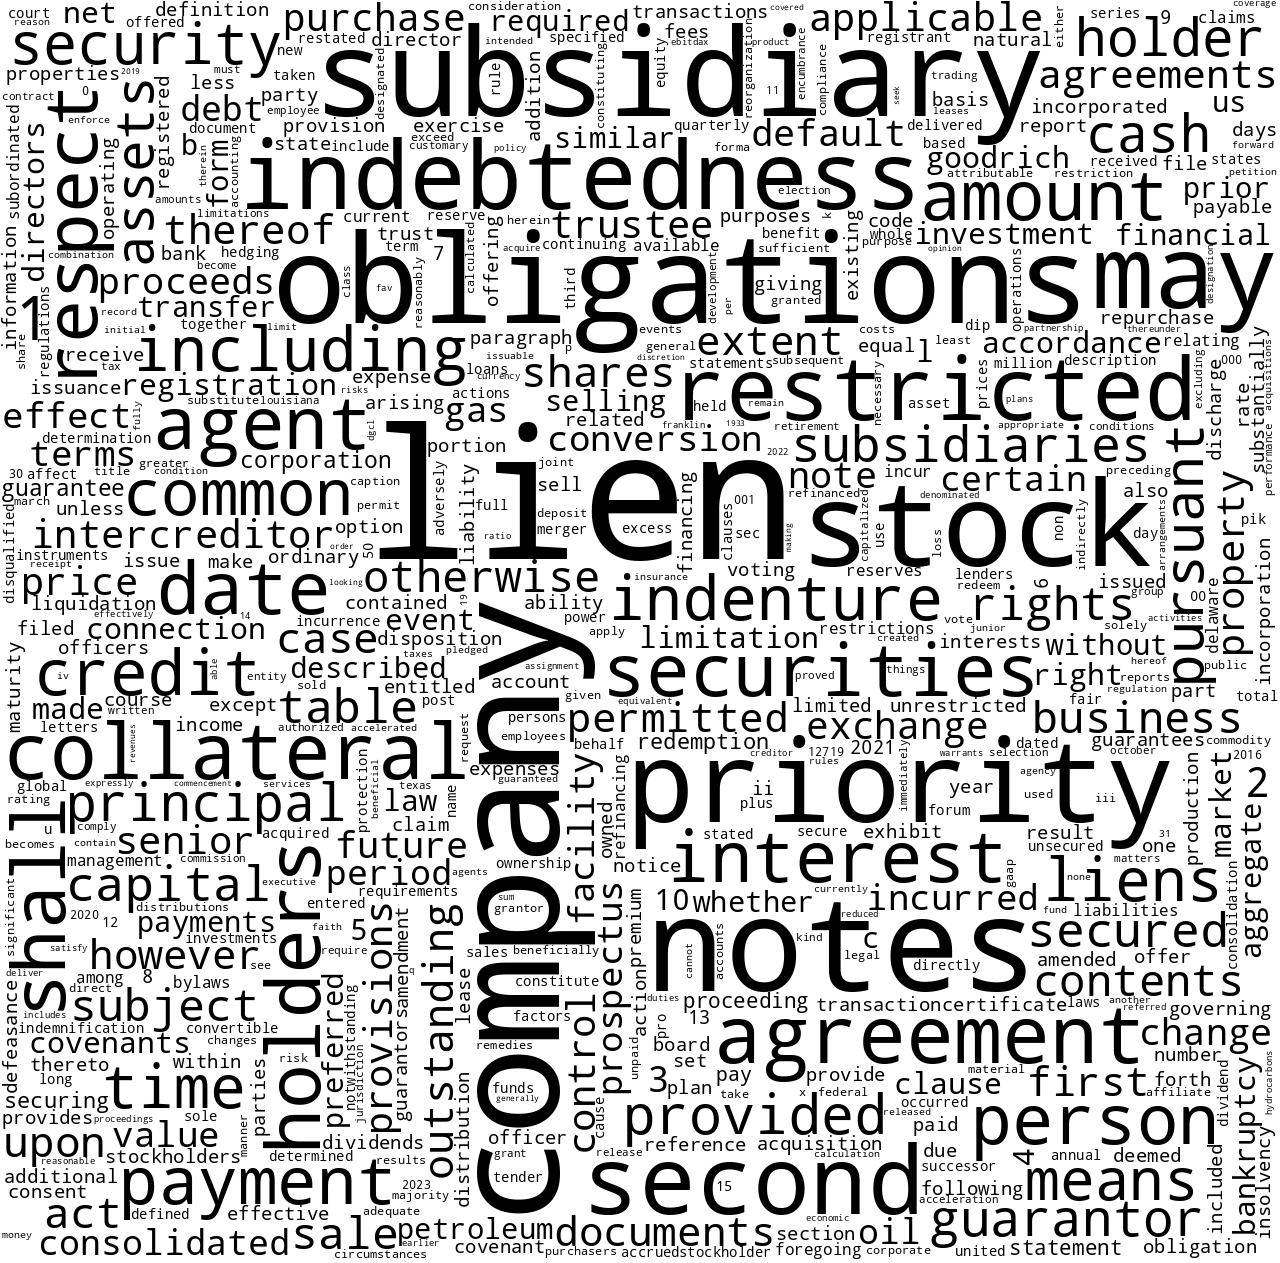 court net definition consideration transactions covered series 9 coverage
reason offered purchase required specified fees applicable either claims
security restated director intended ebitdax product registrant natural holder
subsidiary
properties 2019 must new less taken party employee designated rule addition constituting equity reorganization 11 encumbrance compliance seek trading basis leases agreements
contract 0 enforce debt document provision exercise exceed customary quarterly default delivered based incorporated us
respect assets registered b form therein accounting state include policy similar forma report cash days
indebtedness goodrich received file states forward petition
information subordinated directors operating amounts limitations election attributable restriction amount prior payable
thereof current reserve herein trustee purposes benefit k code whole purpose investment financial
combination bank hedging trust term 7 calculated offering acquire continuing available sufficient existing opinion
proceeds become class fav reasonably third development per giving granted obligations may designation
1 share regulations record transfer initial together limit events costs dip least operations partnership thereunder repurchase
tax receive including paragraph p general issuable discretion extent equal l accordance relating
issuance registration expense risks loans currency shares statements subsequent million description 000
effect fully substitute louisiana actions selling held remain necessary asset prices plans restricted excluding discharge rate substantially acquisitions
determination agent arising dgcl gas related franklin 1933 retirement appropriate conditions
terms greater corporation portion conversion 2022 subsidiaries
30 affect title condition caption adversely liability joint sell note incur certain preceding performance
guarantee march common permit full deposit excess financing clauses 001 sec refinanced denominated also
unless option ratio merger making capitalized use loss non indirectly day arrangements pik
disqualified intercreditor order 50 lien stock pursuant property
instruments receipt issue make ordinary voting reserves lenders redeem issued group 00
price date looking otherwise insurance
liquidation effectively 14 contained incurrence 19 ability power indenture rights 6 activities delaware incorporation
filed connection case event disposition apply limitation restrictions created vote junior solely
officers taxes pledged interests without hereof
maturity credit iv able entity described assignment securities things proved right reports regulation public
made course written except sold table entitled account given equivalent limited unrestricted fair part total
letters income authorized accelerated post persons permitted exchange business
collateral revenues request employees behalf redemption creditor 12719 2021 rules immediately warrants selection dated guarantees october commodity
expressly commencement services expenses guaranteed agency 2016
global rating principal protection beneficial texas law name claim company facility refinancing owned priority ii plus year forum used iii production market 2
u comply contain becomes senior acquired future agents ownership stated secure exhibit result unsecured one 31 matters
shall management commission executive period notice interest gaap none aggregate
capital requirements sum grantor currently incurred liens
significant 2020 12 distributions holders entered faith 5 10 whether reduced fund liabilities consolidation
payments investments require guarantors amendment q outstanding sales beneficially prospectus premium cannot accounts notes kind c legal secured
satisfy however see preferred provisions lease constitute action directly amended offer
deliver among 8 bylaws direct notwithstanding jurisdiction factors contents
defeasance includes subject duties proceeding transaction certificate laws another referred governing
indemnification convertible changes risk remedies control unpaid pro 13 agreement change
covenants thereto within board number
long time parties funds generally set 3 plan pay take provide material first forth affiliate bankruptcy dividend hydrocarbons
securing sole x federal clause
provides proceedings manner cause provided occurred released paid person
upon value dividends distribution officer reference acquisition
reasonable stockholders determined results grant release calculation due annual deemed
additional payment 2023 majority tender second 15 successor 4 means
consent following acceleration included insolvency
act defined effective adequate economic guarantor
money consolidated sale earlier petroleum documents section oil
circumstances covenant purchasers accrued stockholder foregoing corporate united statement obligation